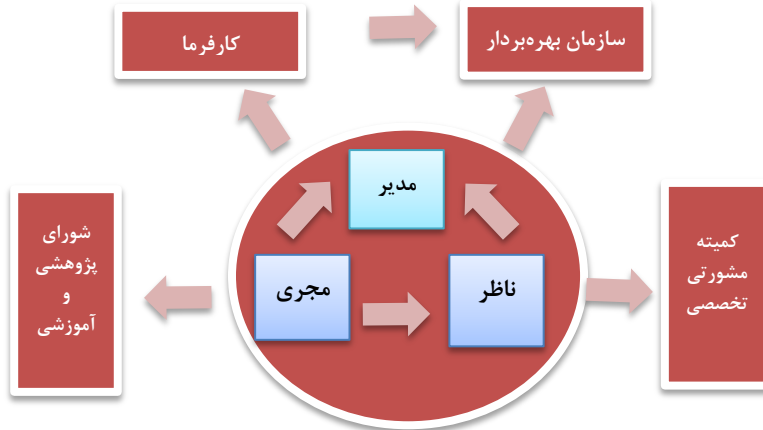 سازمان بهره‌بردار
کارفرما
مدیر
کمیته
مشورتی
تخصصی
ناظر
مجری
شورای
پژوهشی
و
آموزشی